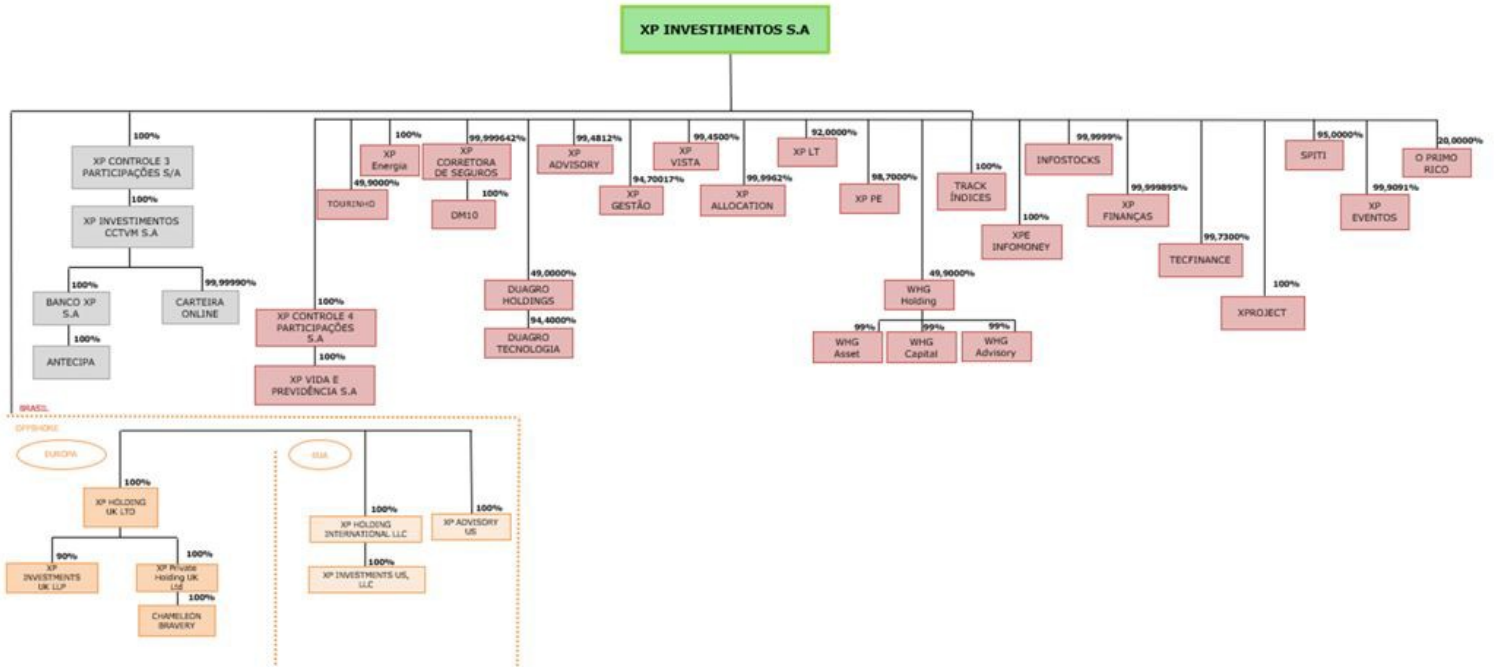 XP INVESTIMENTOS S.A
100%
XP CONTROLE 3
PARTICIPAÇÕES S/A
100%
XP INVESTIMENTOS
CCTVM S.A
100%
BANCO XP
S.A
100%
ANTECIPA
99,99990%
CARTEIRA
ONLINE
100%
XP CONTROLE 4
PARTICIPAÇÕES
S.A
100%
XP VIDA E
PREVIDÊNCIA S.A
49,9000%
TOURINHO
100%
XP
Energia
99,999642%
XP
CORRETORA
DE SEGUROS
100%
DM10
49,0000%
DUAGRO
HOLDINGS
94,4000%
DUAGRO
TECNOLOGIA
99,4812%
XP
ADVISORY
94,70017%
XP
GESTÃO
99,4500%
XP
VISTA
99,9962%
XP
ALLOCATION
92,0000%
XP LT
98,7000%
XP PE
49,9000%
WHG
Holding
99%
WHG
Asset
99%
WHG
Capital
99%
WHG
Advisory
100%
TRACK
ÍNDICES
100%
XPE
INFOMONEY
99,9999%
INFOSTOCKS
99,999895%
XP
FINANÇAS
99,7300%
TECFINANCE
100%
XPROJECT
95,0000%
SPITI
99,9091%
XP
EVENTOS
20,0000%
O PRIMO
RICO
BRASIL
OFFSHORE
EUROPA
EUA
100%
XP HOLDING
UK LTD
90%
XP
INVESTMENTS
UK LLP
100%
XP Private
Holding UK
Ltd
100%
CHAMELEON
BRAVERY
100%
XP HOLDING
INTERNATIONAL LLC
100%
XP INVESTMENTS US,
LLC
100%
XP ADVISORY
US